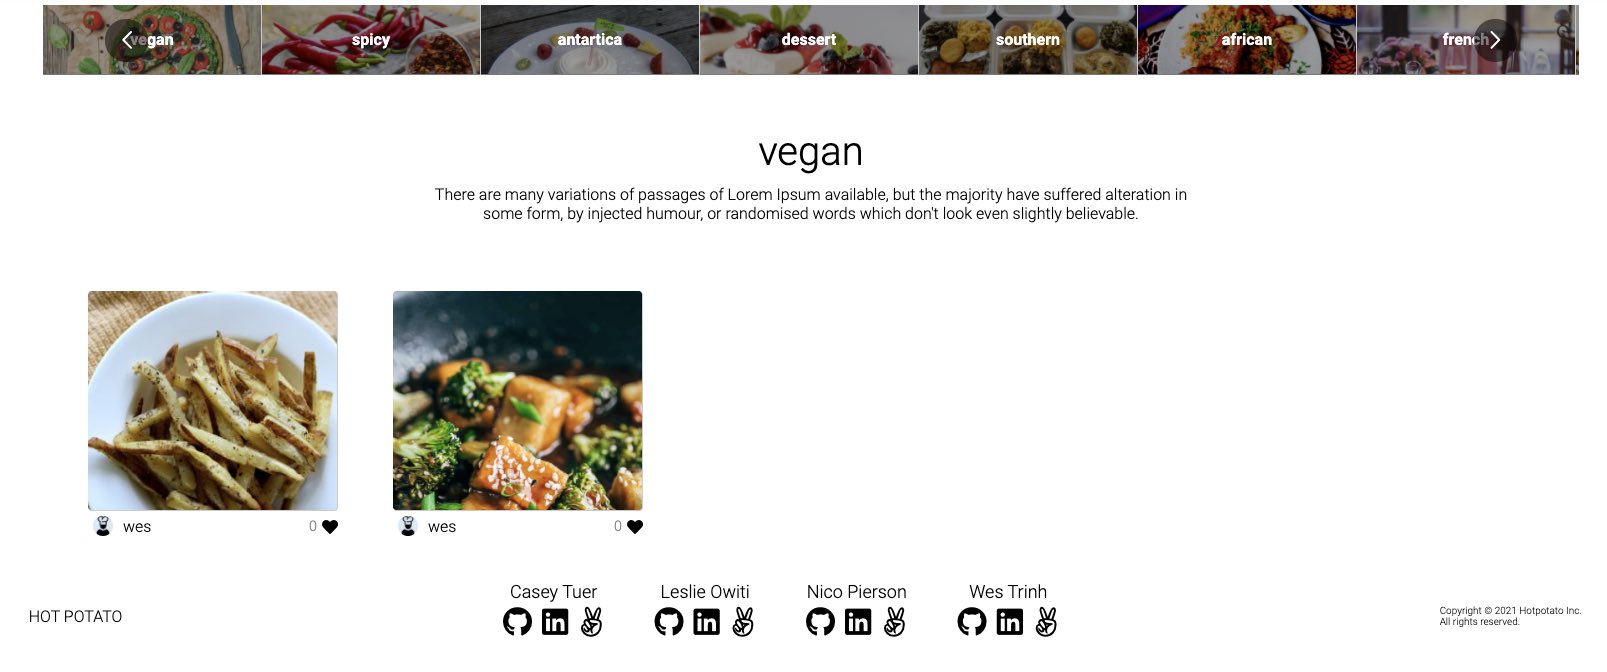 vegan
spicy
antartica
dessert
southern
african
french
vegan
There are many variations of passages of Lorem Ipsum available, but the majority have suffered alteration in
some form, by injected humour, or randomised words which don't look even slightly believable.
wes 0
wes 0
Casey Tuer Leslie Owiti Nico Pierson Wes Trinh
HOT POTATO
Copyright © 2021 Hotpotato Inc.
All rights reserved.